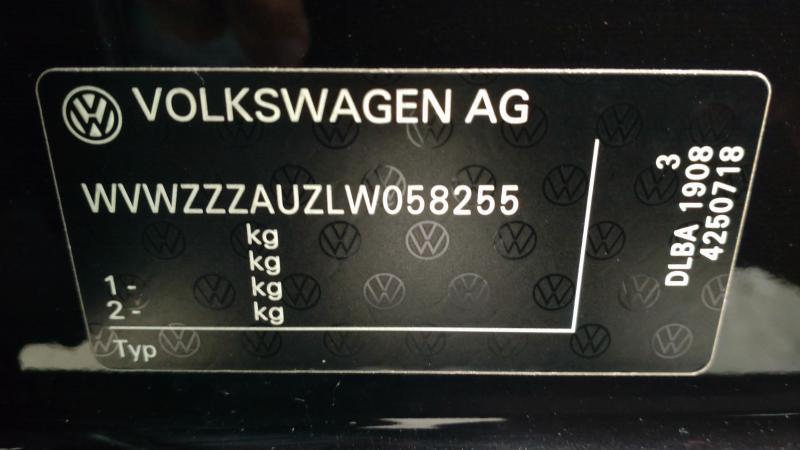 VOLKSWAGEN AG
WVWZZZAUZLW058255
kg
kg
1 - kg
2 - kg
Typ
3
DLBA 1908
4250718